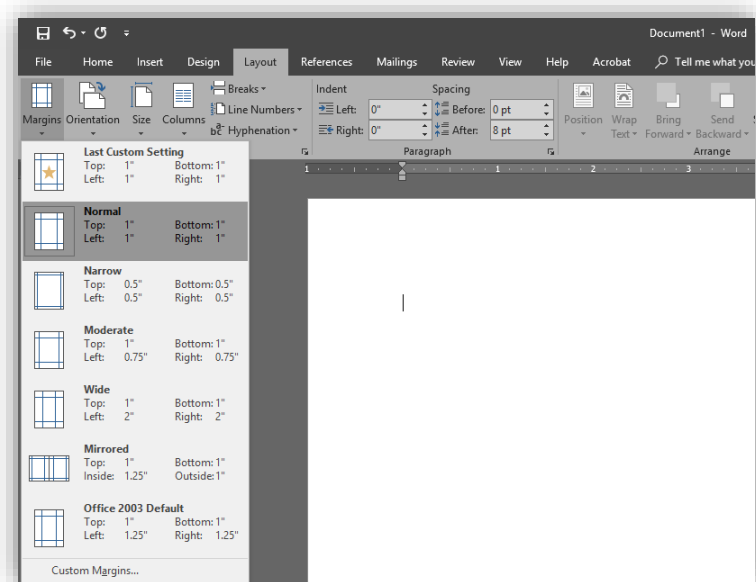 Document1 - Word
File Home Insert Design Layout References Mailings Review View Help Acrobat Tell me what you
Margins Orientation Size Columns
Breaks
Line Numbers
Hyphenation
Indent Spacing
Left: 0" Before: 0 pt
Right: 0" After: 8 pt
Paragraph
Position Wrap Text Bring Forward Send Backward
Arrange
1 1 2 3
Last Custom Setting
Top: 1" Bottom: 1"
Left: 1" Right: 1"
Normal
Top: 1" Bottom: 1"
Left: 1" Right: 1"
Narrow
Top: 0.5" Bottom: 0.5"
Left: 0.5" Right: 0.5"
Moderate
Top: 1" Bottom: 1"
Left: 0.75" Right: 0.75"
Wide
Top: 1" Bottom: 1"
Left: 2" Right: 2"
Mirrored
Top: 1" Bottom: 1"
Inside: 1.25" Outside: 1"
Office 2003 Default
Top: 1" Bottom: 1"
Left: 1.25" Right: 1.25"
Custom Margins...